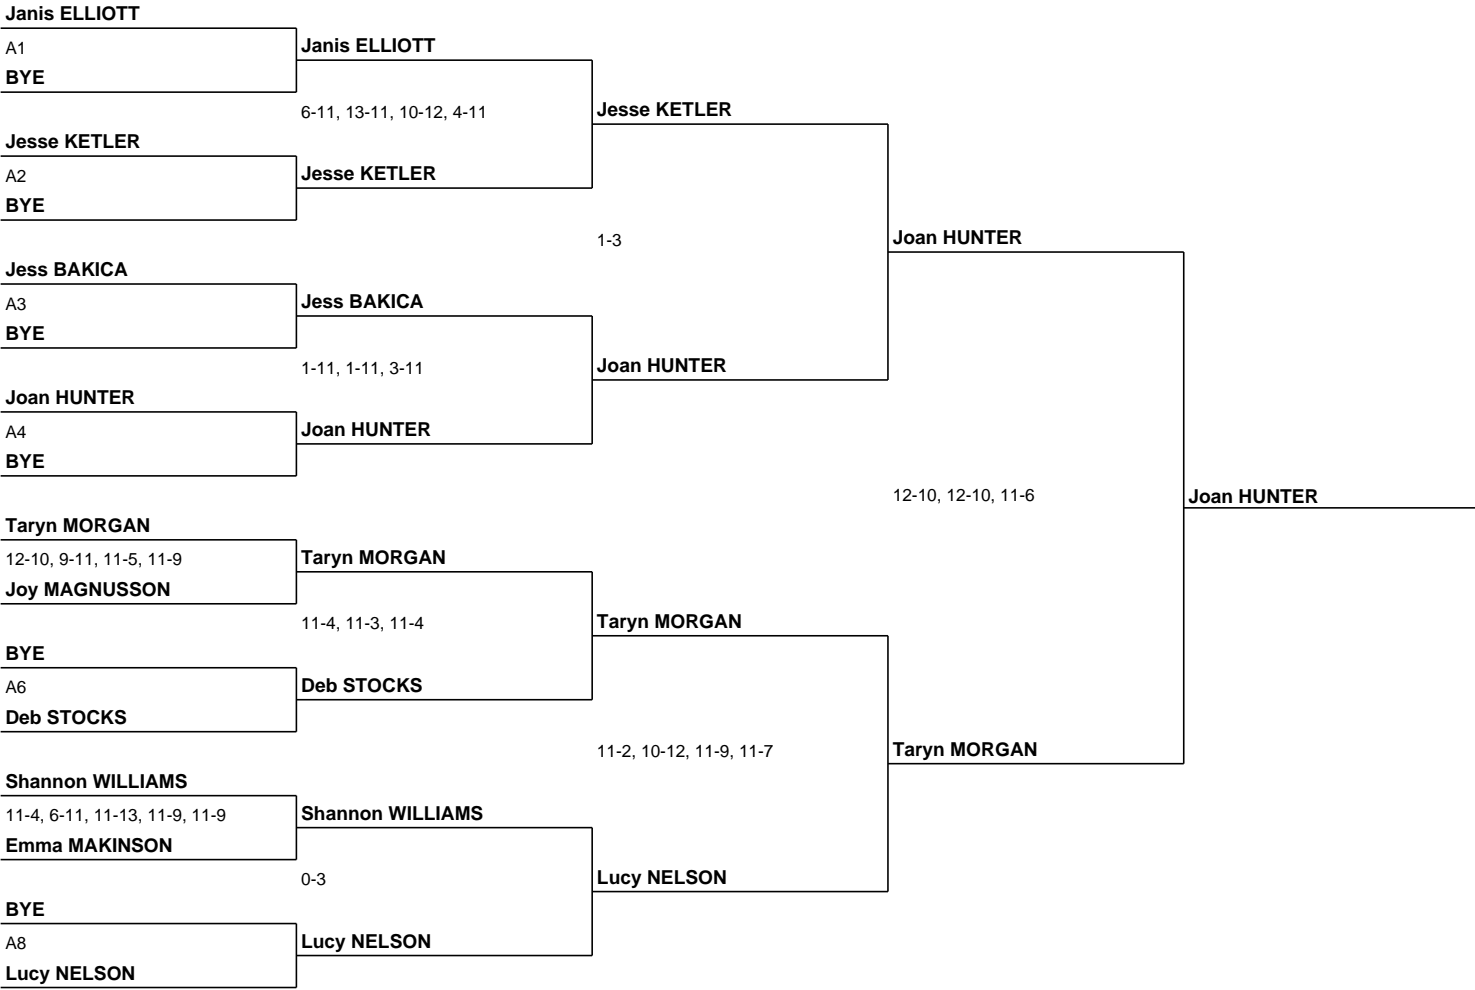 Janis ELLIOTT
A1
BYE
Janis ELLIOTT
6-11, 13-11, 10-12, 4-11
Jesse KETLER
A2
BYE
Jesse KETLER
Jesse KETLER
1-3
Jess BAKICA
A3
BYE
Jess BAKICA
1-11, 1-11, 3-11
Joan HUNTER
A4
BYE
Joan HUNTER
Joan HUNTER
Joan HUNTER
12-10, 12-10, 11-6
Joan HUNTER
Taryn MORGAN
12-10, 9-11, 11-5, 11-9
Joy MAGNUSSON
Taryn MORGAN
11-4, 11-3, 11-4
BYE
A6
Deb STOCKS
Deb STOCKS
Taryn MORGAN
11-2, 10-12, 11-9, 11-7
Taryn MORGAN
Shannon WILLIAMS
11-4, 6-11, 11-13, 11-9, 11-9
Emma MAKINSON
Shannon WILLIAMS
0-3
BYE
A8
Lucy NELSON
Lucy NELSON
Lucy NELSON